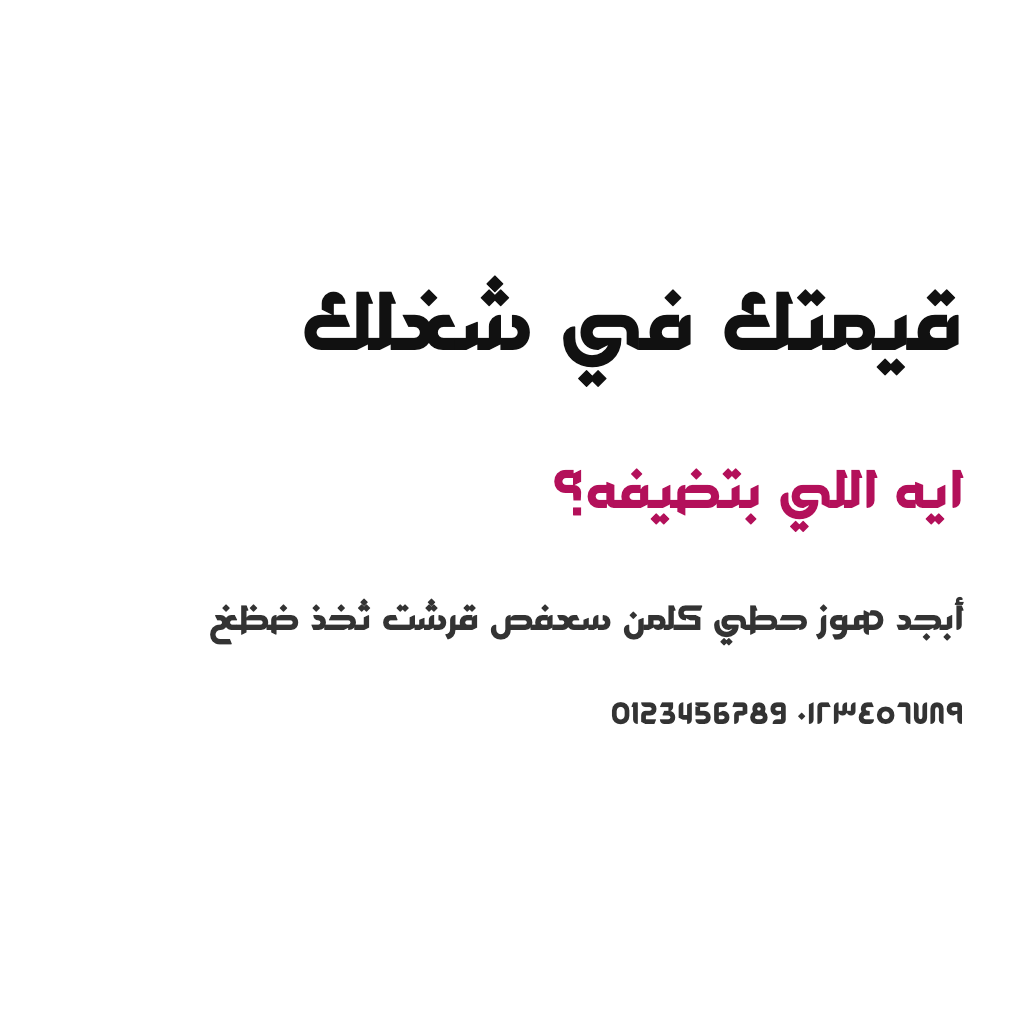 قيمتك في شغلك
ايه اللي بتضيفه؟
أبجد هوز حطي كلمن سعفص قرشت ثخذ ضظغ
0123456789 ٠١٢٣٤٥٦٧٨٩